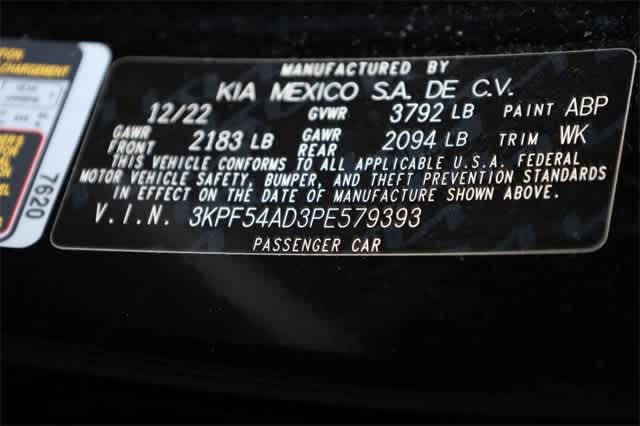 MANUFACTURED BY
KIA MEXICO S.A. DE C.V.
12/22 GVWR 3792 LB PAINT ABP
GAWR FRONT 2183 LB GAWR REAR 2094 LB TRIM WK
THIS VEHICLE CONFORMS TO ALL APPLICABLE U.S.A. FEDERAL
MOTOR VEHICLE SAFETY, BUMPER, AND THEFT PREVENTION STANDARDS
IN EFFECT ON THE DATE OF MANUFACTURE SHOWN ABOVE.
V.I.N. 3KPF54AD3PE579393
PASSENGER CAR
CHARGEMENT
7620